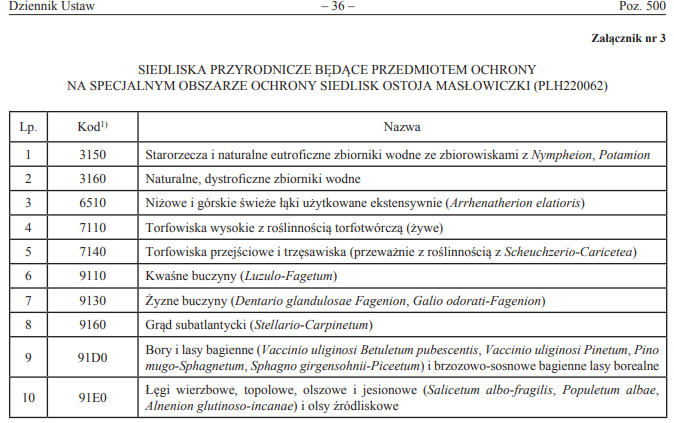 Dziennik Ustaw – 36 – Poz. 500
Załącznik nr 3
SIEDLISKA PRZYRODNICZE BĘDĄCE PRZEDMIOTEM OCHRONY
NA SPECJALNYM OBSZARZE OCHRONY SIEDLISK OSTOJA MASŁOWICZKI (PLH220062)
Lp. Kod1) Nazwa
1 3150 Starorzecza i naturalne eutroficzne zbiorniki wodne ze zbiorowiskami z Nympheion, Potamion
2 3160 Naturalne, dystroficzne zbiorniki wodne
3 6510 Niżowe i górskie świeże łąki użytkowane ekstensywnie (Arrhenatherion elatioris)
4 7110 Torfowiska wysokie z roślinnością torfotwórczą (żywe)
5 7140 Torfowiska przejściowe i trzęsawiska (przeważnie z roślinnością z Scheuchzerio-Caricetea)
6 9110 Kwaśne buczyny (Luzulo-Fagetum)
7 9130 Żyzne buczyny (Dentario glandulosae Fagenion, Galio odorati-Fagenion)
8 9160 Grąd subatlantycki (Stellario-Carpinetum)
9 91D0 Bory i lasy bagienne (Vaccinio uliginosi Betuletum pubescentis, Vaccinio uliginosi Pinetum, Pino
mugo-Sphagnetum, Sphagno girgensohnii-Piceetum) i brzozowo-sosnowe bagienne lasy borealne
10 91E0 Łęgi wierzbowe, topolowe, olszowe i jesionowe (Salicetum albo-fragilis, Populetum albae,
Alnenion glutinoso-incanae) i olsy źródliskowe